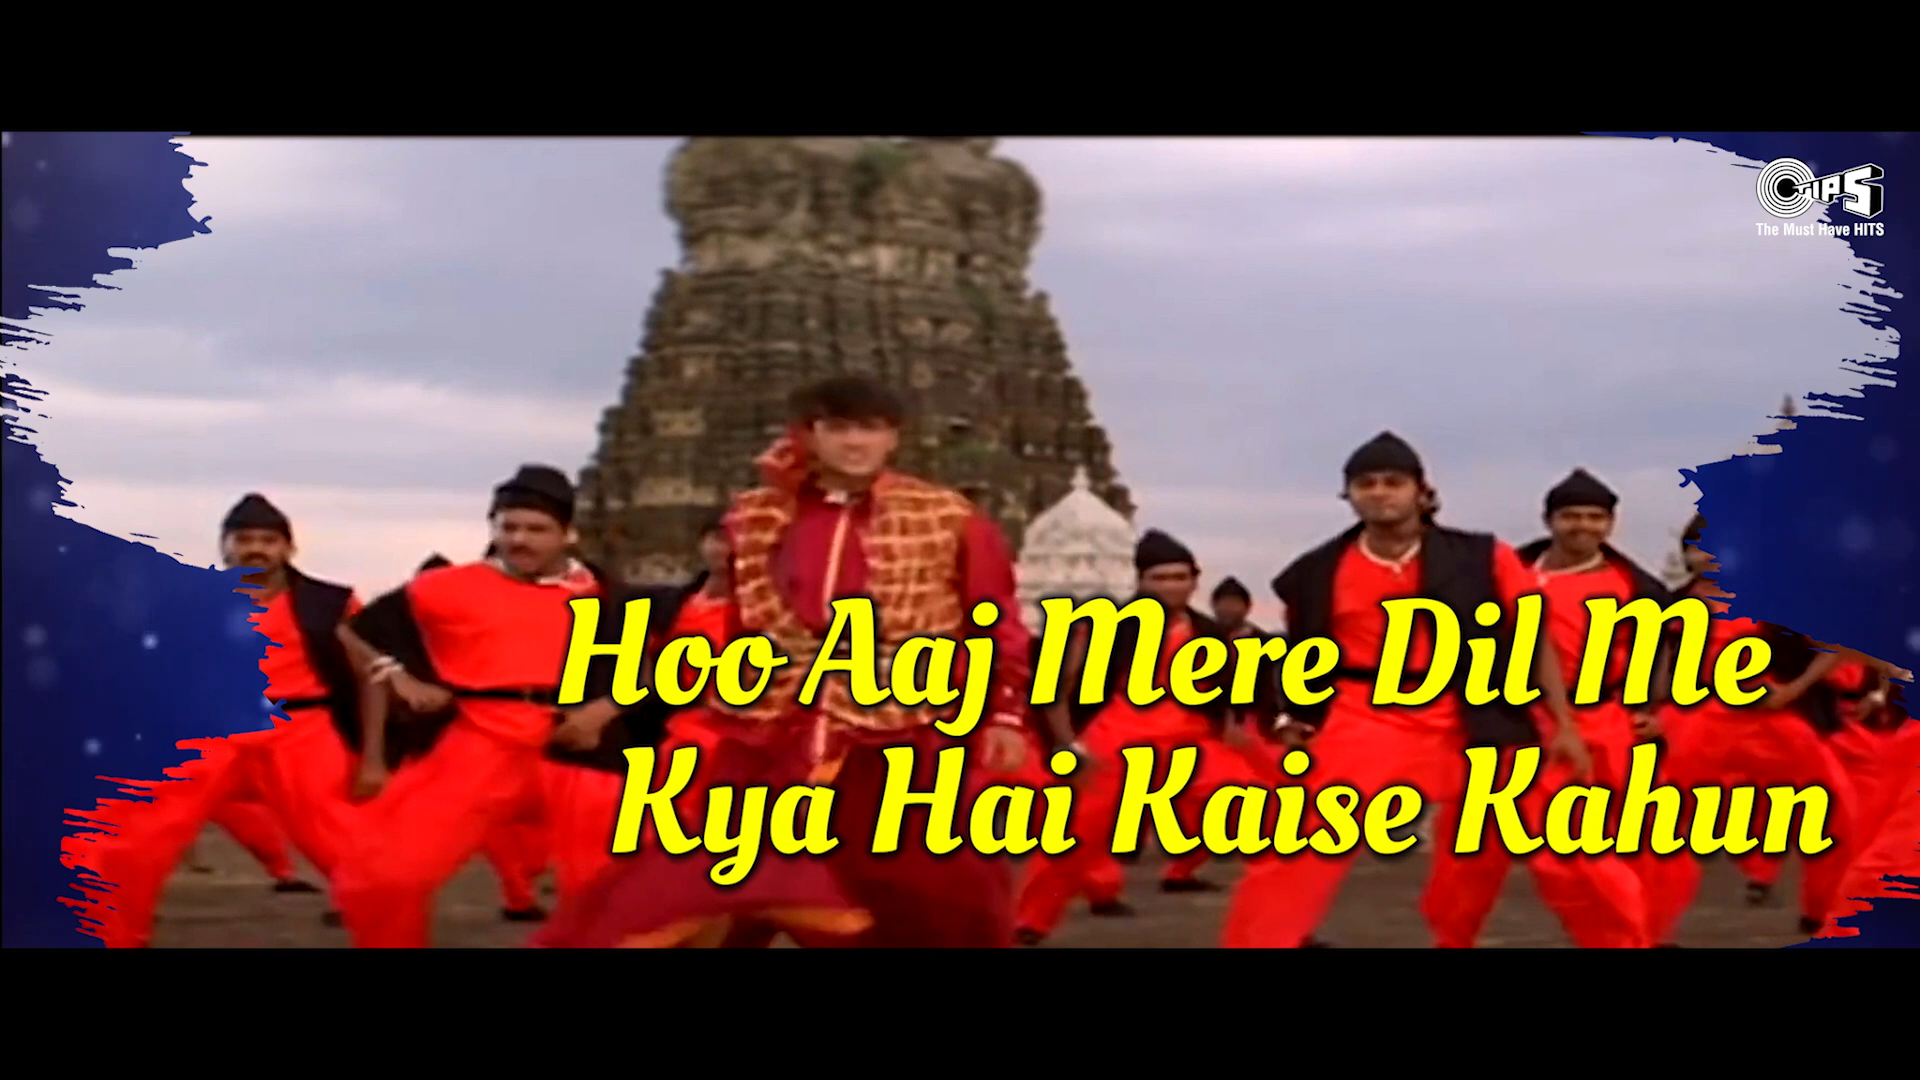 TIPS
The Must Have HITS
Hoo Aaj Mere Dil Me
Kya Hai Kaise Kahun